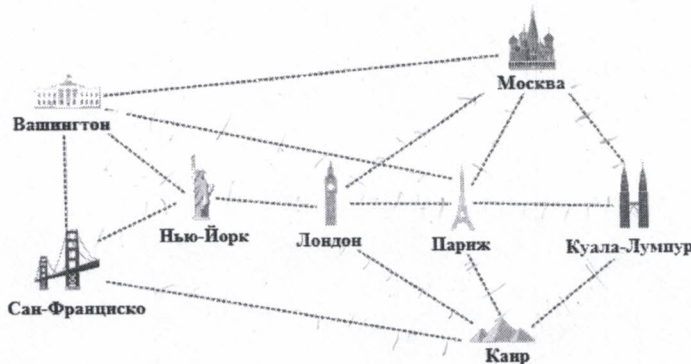 Москва
Вашингтон
Нью-Йорк
Лондон
Париж
Куала-Лумпур
Сан-Франциско
Каир